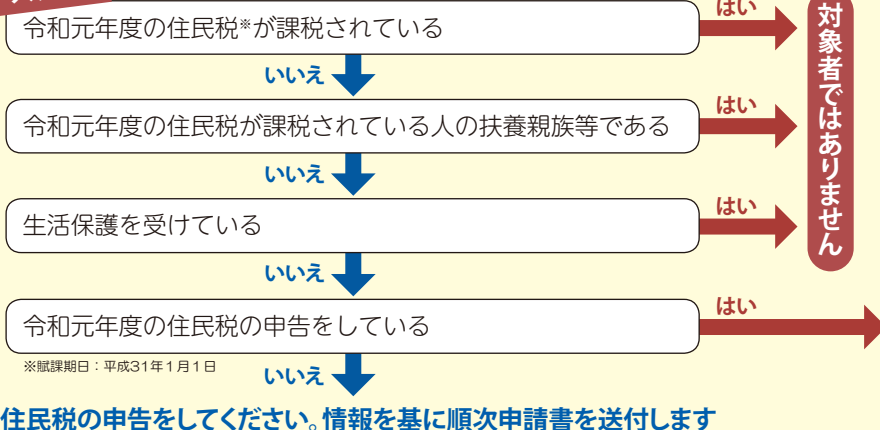 令和元年度の住民税※が課税されている
はい
いいえ
令和元年度の住民税が課税されている人の扶養親族等である
はい
いいえ
生活保護を受けている
はい
いいえ
対象者ではありません
令和元年度の住民税の申告をしている
はい
※賦課期日：平成31年1月1日
いいえ
住民税の申告をしてください。情報を基に順次申請書を送付します